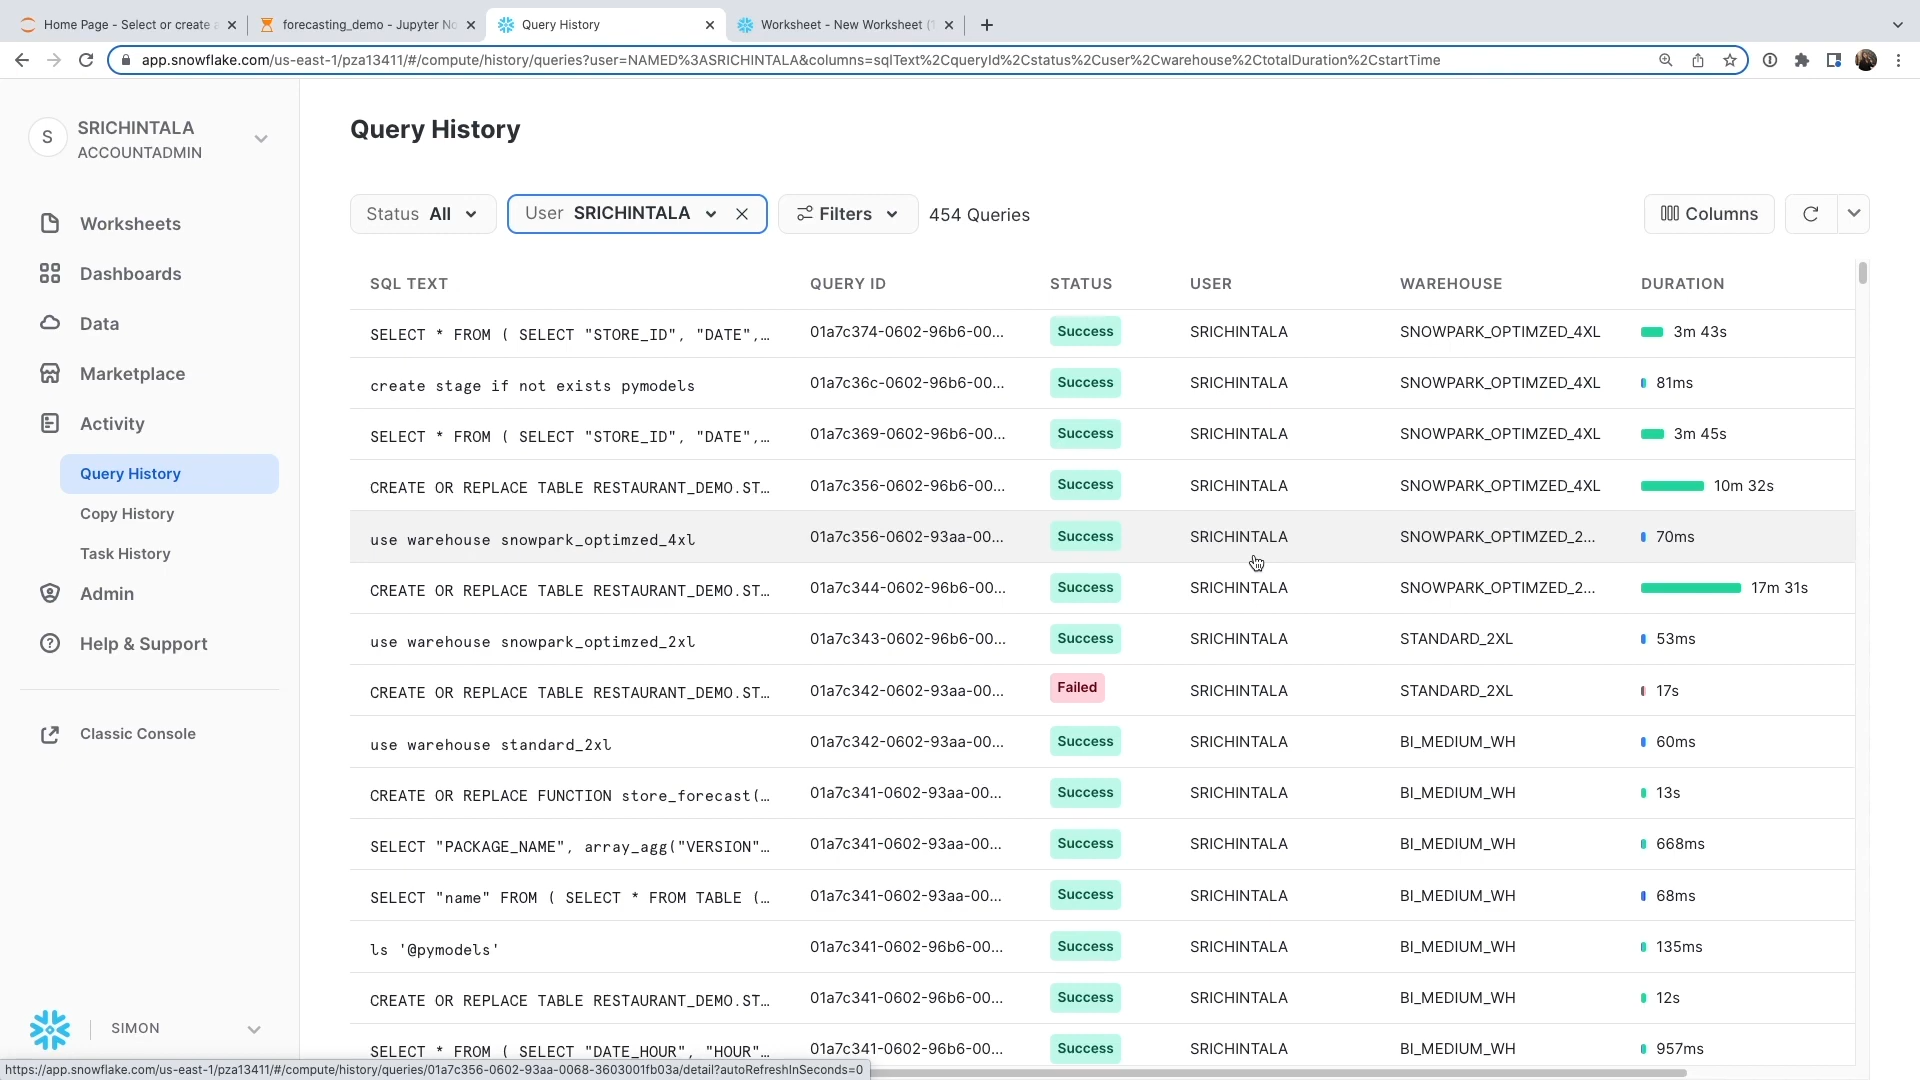 Home Page - Select or create a
forecasting_demo - Jupyter No
Query History
Worksheet - New Worksheet (1
app.snowflake.com/us-east-1/pza13411/#/compute/history/queries?user=NAMED%3ASRICHINTALA&columns=sqlText%2CqueryId%2Cstatus%2Cuser%2Cwarehouse%2CtotalDuration%2CstartTime
S
SRICHINTALA
ACCOUNTADMIN
Worksheets
Dashboards
Data
Marketplace
Activity
Query History
Copy History
Task History
Admin
Help & Support
Classic Console
SIMON
Query History
Status All
User SRICHINTALA
Filters
454 Queries
Columns
SQL TEXT QUERY ID STATUS USER WAREHOUSE DURATION
SELECT * FROM ( SELECT "STORE_ID", "DATE",… 01a7c374-0602-96b6-00... Success SRICHINTALA SNOWPARK_OPTIMZED_4XL 3m 43s
create stage if not exists pymodels 01a7c36c-0602-96b6-00... Success SRICHINTALA SNOWPARK_OPTIMZED_4XL 81ms
SELECT * FROM ( SELECT "STORE_ID", "DATE",… 01a7c369-0602-96b6-00... Success SRICHINTALA SNOWPARK_OPTIMZED_4XL 3m 45s
CREATE OR REPLACE TABLE RESTAURANT_DEMO.ST… 01a7c356-0602-96b6-00... Success SRICHINTALA SNOWPARK_OPTIMZED_4XL 10m 32s
use warehouse snowpark_optimzed_4xl 01a7c356-0602-93aa-00... Success SRICHINTALA SNOWPARK_OPTIMZED_2... 70ms
CREATE OR REPLACE TABLE RESTAURANT_DEMO.ST… 01a7c344-0602-96b6-00... Success SRICHINTALA SNOWPARK_OPTIMZED_2... 17m 31s
use warehouse snowpark_optimzed_2xl 01a7c343-0602-96b6-00... Success SRICHINTALA STANDARD_2XL 53ms
CREATE OR REPLACE TABLE RESTAURANT_DEMO.ST… 01a7c342-0602-93aa-00... Failed SRICHINTALA STANDARD_2XL 17s
use warehouse standard_2xl 01a7c342-0602-93aa-00... Success SRICHINTALA BI_MEDIUM_WH 60ms
CREATE OR REPLACE FUNCTION store_forecast(… 01a7c341-0602-93aa-00... Success SRICHINTALA BI_MEDIUM_WH 13s
SELECT "PACKAGE_NAME", array_agg("VERSION"… 01a7c341-0602-93aa-00... Success SRICHINTALA BI_MEDIUM_WH 668ms
SELECT "name" FROM ( SELECT * FROM TABLE (… 01a7c341-0602-93aa-00... Success SRICHINTALA BI_MEDIUM_WH 68ms
ls '@pymodels' 01a7c341-0602-96b6-00... Success SRICHINTALA BI_MEDIUM_WH 135ms
CREATE OR REPLACE TABLE RESTAURANT_DEMO.ST… 01a7c341-0602-96b6-00... Success SRICHINTALA BI_MEDIUM_WH 12s
SELECT * FROM ( SELECT "DATE_HOUR", "HOUR"… 01a7c341-0602-96b6-00... Success SRICHINTALA BI_MEDIUM_WH 957ms
https://app.snowflake.com/us-east-1/pza13411/#/compute/history/queries/01a7c356-0602-93aa-0068-3603001fb03a/detail?autoRefreshInSeconds=0